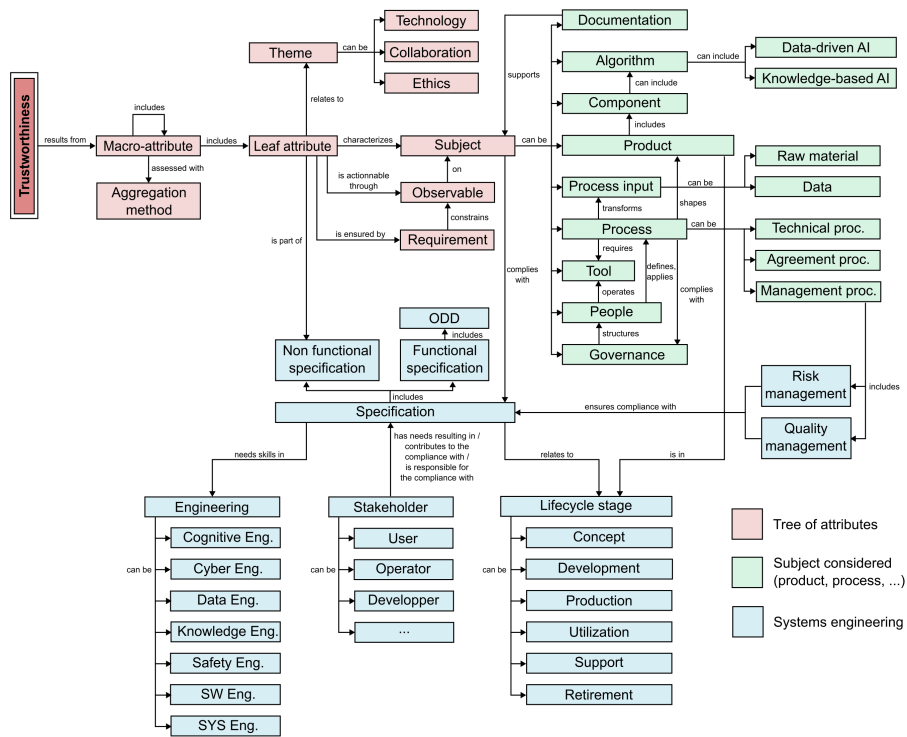 Trustworthiness
results from
includes
Macro-attribute
assessed with
Aggregation
method
includes
Theme
can be
Technology
Collaboration
Ethics
relates to
Leaf attribute
characterizes
Subject
is actionnable
through
on
Observable
constrains
is ensured by
Requirement
is part of
supports
can be
complies
with
Documentation
Algorithm
can include
Data-driven AI
Knowledge-based AI
can include
Component
includes
Product
Process input
can be
Raw material
Data
transforms
shapes
Process
can be
Technical proc.
Agreement proc.
Management proc.
requires
Tool
defines,
applies
complies
with
operates
People
structures
Governance
includes
Risk
management
Quality
management
ensures compliance with
ODD
includes
Non functional
specification
Functional
specification
includes
Specification
needs skills in
has needs resulting in /
contributes to the
compliance with /
is responsible for
the compliance with
relates to
is in
Engineering
can be
Cognitive Eng.
Cyber Eng.
Data Eng.
Knowledge Eng.
Safety Eng.
SW Eng.
SYS Eng.
Stakeholder
can be
User
Operator
Developper
...
Lifecycle stage
can be
Concept
Development
Production
Utilization
Support
Retirement
Tree of attributes
Subject considered
(product, process, ...)
Systems engineering